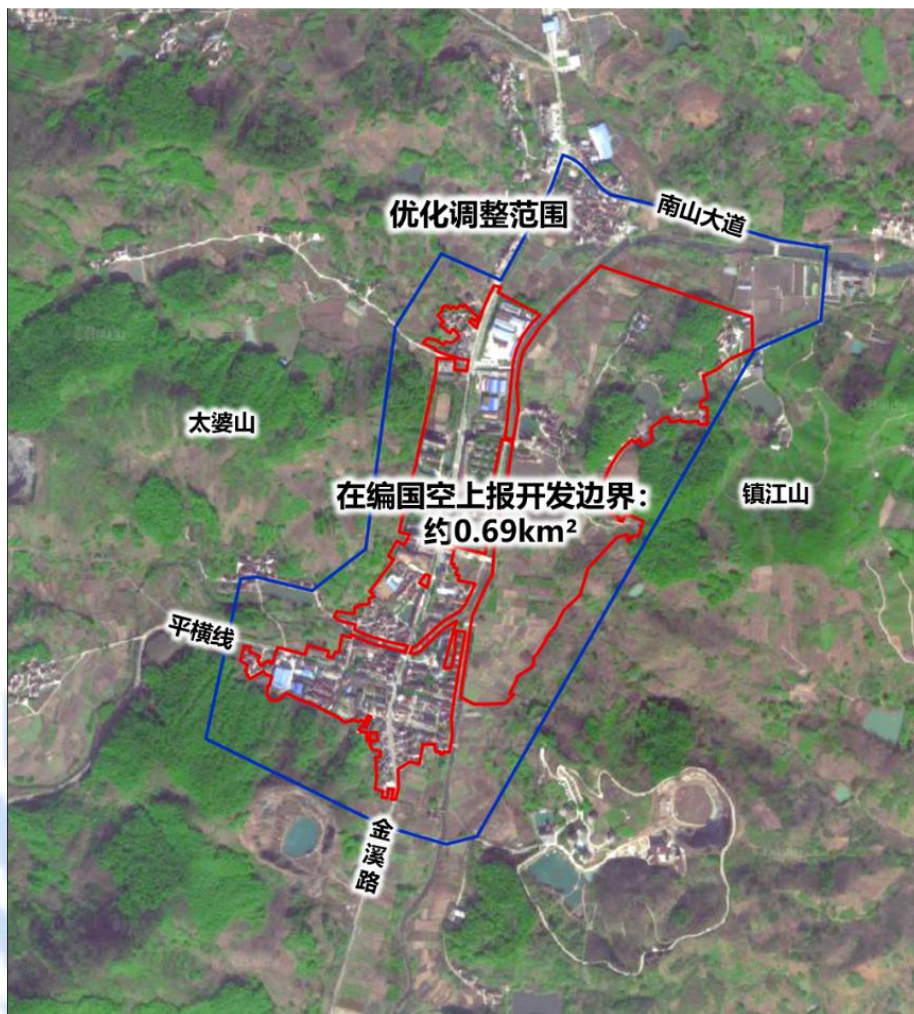 优化调整范围
南山大道
太婆山
在编国空上报开发边界：
约0.69km²
镇江山
平横线
金溪路